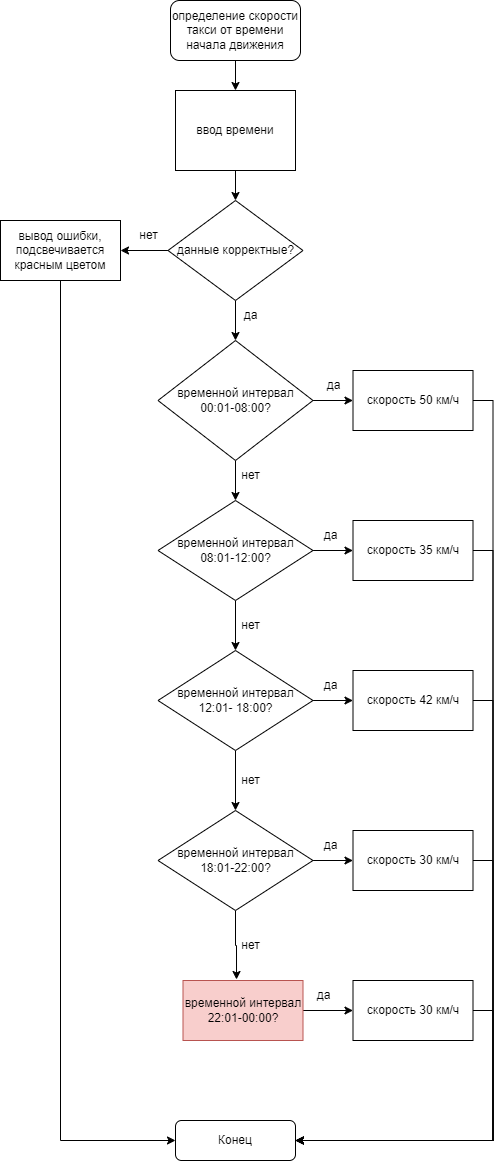 определение скорости
такси от времени
начала движения
ввод времени
данные корректные?
нет
вывод ошибки,
подсвечивается
красным цветом
да
временной интервал
00:01-08:00?
да
скорость 50 км/ч
нет
временной интервал
08:01-12:00?
да
скорость 35 км/ч
нет
временной интервал
12:01- 18:00?
да
скорость 42 км/ч
нет
временной интервал
18:01-22:00?
да
скорость 30 км/ч
нет
временной интервал
22:01-00:00?
да
скорость 30 км/ч
Конец